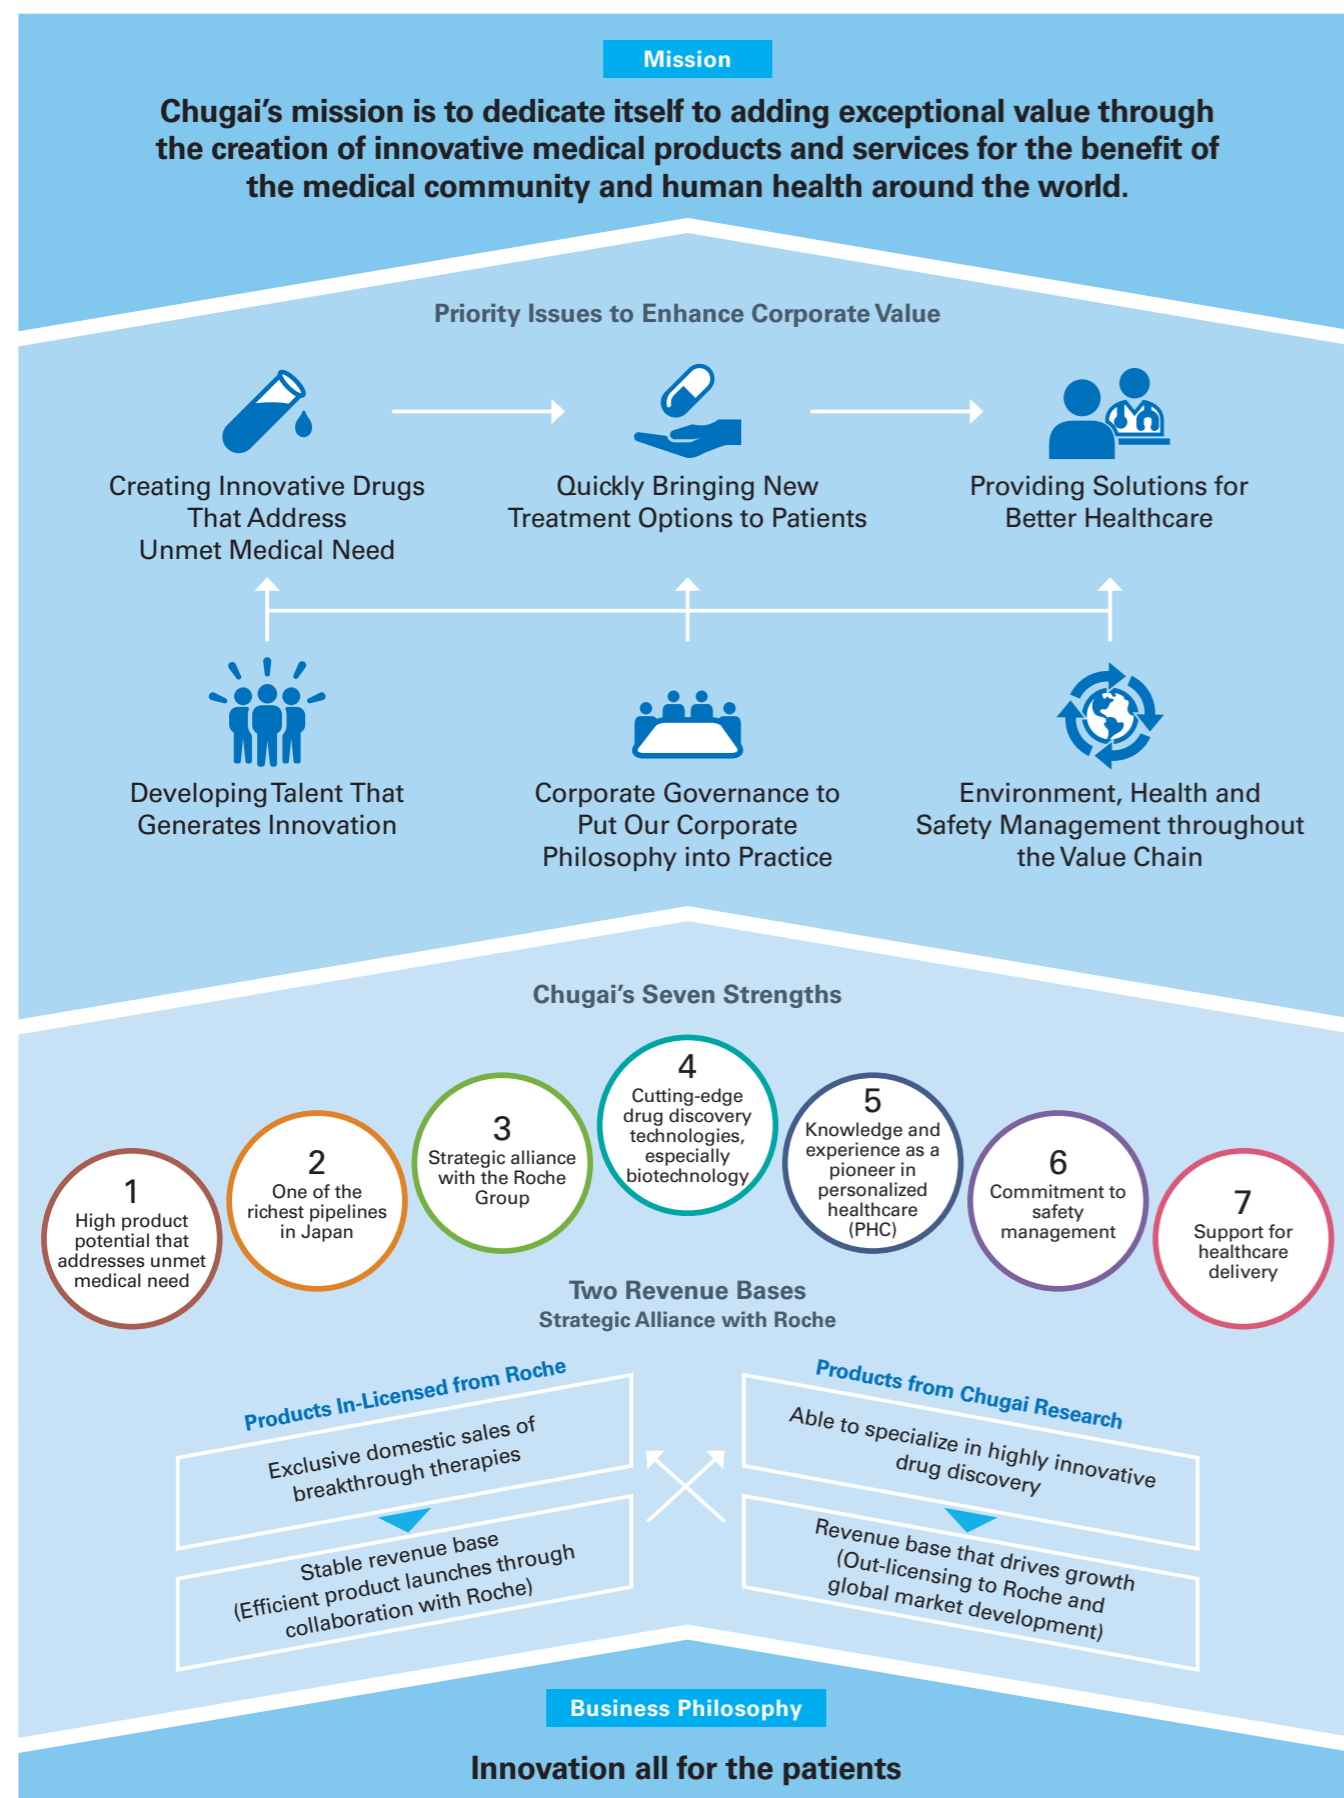 Mission
Chugai’s mission is to dedicate itself to adding exceptional value through
the creation of innovative medical products and services for the benefit of
the medical community and human health around the world.
Priority Issues to Enhance Corporate Value
Creating Innovative Drugs
That Address
Unmet Medical Need
Quickly Bringing New
Treatment Options to Patients
Providing Solutions for
Better Healthcare
Developing Talent That
Generates Innovation
Corporate Governance to
Put Our Corporate
Philosophy into Practice
Environment, Health and
Safety Management throughout
the Value Chain
Chugai’s Seven Strengths
1
High product
potential that
addresses unmet
medical need
2
One of the
richest pipelines
in Japan
3
Strategic alliance
with the Roche
Group
4
Cutting-edge
drug discovery
technologies,
especially
biotechnology
5
Knowledge and
experience as a
pioneer in
personalized
healthcare
(PHC)
6
Commitment to
safety
management
7
Support for
healthcare
delivery
Two Revenue Bases
Strategic Alliance with Roche
Products In-Licensed from Roche
Exclusive domestic sales of
breakthrough therapies
Stable revenue base
(Efficient product launches through
collaboration with Roche)
Products from Chugai Research
Able to specialize in highly innovative
drug discovery
Revenue base that drives growth
(Out-licensing to Roche and
global market development)
Business Philosophy
Innovation all for the patients